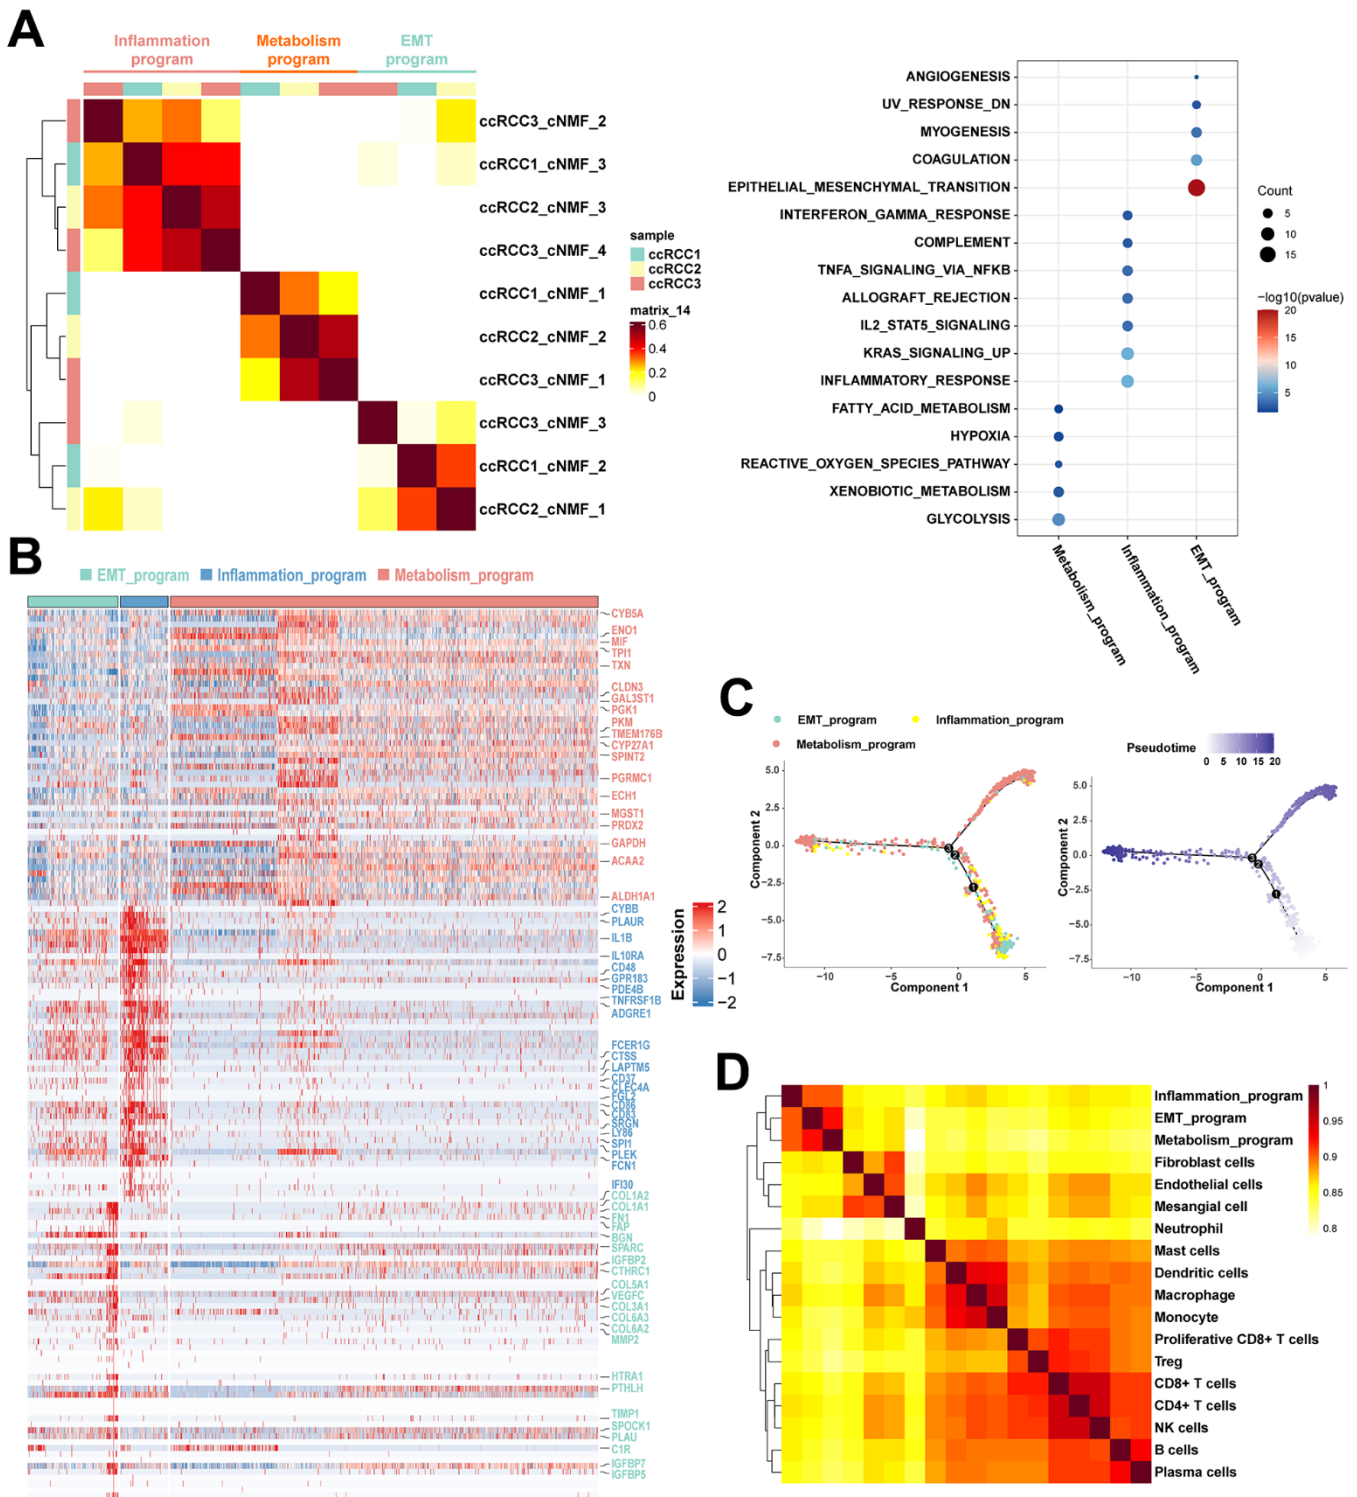 A
Inflammation
program
Metabolism
program
EMT
program
ccRCC3_cNMF_2
ccRCC1_cNMF_3
ccRCC2_cNMF_3
ccRCC3_cNMF_4
ccRCC1_cNMF_1
ccRCC2_cNMF_2
ccRCC3_cNMF_1
ccRCC3_cNMF_3
ccRCC1_cNMF_2
ccRCC2_cNMF_1
sample
ccRCC1
ccRCC2
ccRCC3
matrix_14
0.6
0.4
0.2
0
ANGIOGENESIS
UV_RESPONSE_DN
MYOGENESIS
COAGULATION
EPITHELIAL_MESENCHYMAL_TRANSITION
INTERFERON_GAMMA_RESPONSE
COMPLEMENT
TNFA_SIGNALING_VIA_NFKB
ALLOGRAFT_REJECTION
IL2_STAT5_SIGNALING
KRAS_SIGNALING_UP
INFLAMMATORY_RESPONSE
FATTY_ACID_METABOLISM
HYPOXIA
REACTIVE_OXYGEN_SPECIES_PATHWAY
XENOBIOTIC_METABOLISM
GLYCOLYSIS
Metabolism_program
Inflammation_program
EMT_program
Count
5
10
15
−log10(pvalue)
20
15
10
5
B
EMT_program Inflammation_program Metabolism_program
CYB5A
ENO1
MIF
TPI1
TXN
CLDN3
GAL3ST1
PGK1
PKM
TMEM176B
CYP27A1
SPINT2
PGRMC1
ECH1
MGST1
PRDX2
GAPDH
ACAA2
ALDH1A1
CYBB
PLAUR
IL1B
IL10RA
CD48
GPR183
PDE4B
TNFRSF1B
ADGRE1
FCER1G
CTSS
LAPTM5
CD37
CLEC4A
FGL2
CD86
CD83
SRGN
LY86
SPI1
PLEK
FCN1
IFI30
COL1A2
COL1A1
FN1
FAP
BGN
SPARC
IGFBP2
CTHRC1
COL5A1
VEGFC
COL3A1
COL6A3
COL6A2
MMP2
HTRA1
PTHLH
TIMP1
SPOCK1
PLAU
C1R
IGFBP7
IGFBP5
Expression
2
1
0
−1
−2
C
EMT_program Inflammation_program
Metabolism_program
Component 2
5.0
2.5
0.0
−2.5
−5.0
−7.5
3
2
1
−10 −5 0 5
Component 1
Pseudotime
0 5 10 15 20
Component 2
5.0
2.5
0.0
−2.5
−5.0
−7.5
3
2
1
−10 −5 0 5
Component 1
D
Inflammation_program
EMT_program
Metabolism_program
Fibroblast cells
Endothelial cells
Mesangial cell
Neutrophil
Mast cells
Dendritic cells
Macrophage
Monocyte
Proliferative CD8+ T cells
Treg
CD8+ T cells
CD4+ T cells
NK cells
B cells
Plasma cells
1
0.95
0.9
0.85
0.8